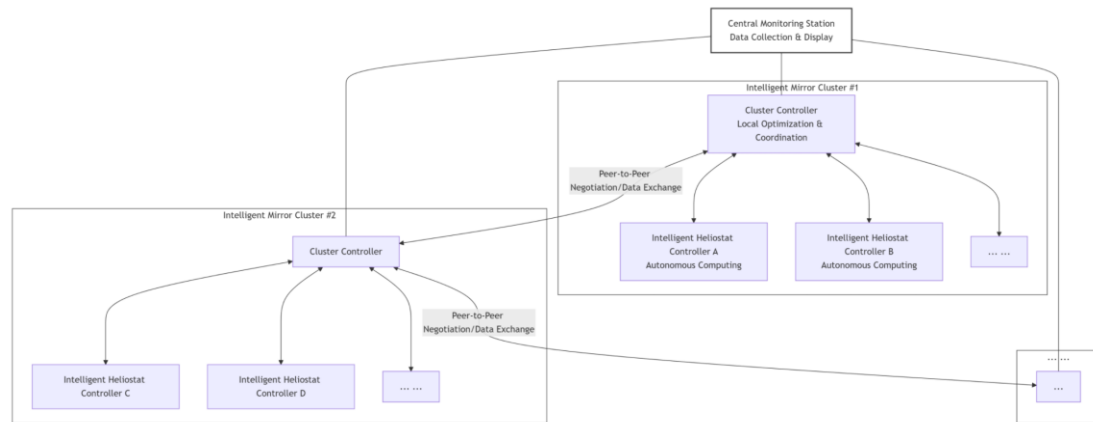 Central Monitoring Station
Data Collection & Display
Intelligent Mirror Cluster #1
Cluster Controller
Local Optimization &
Coordination
Peer-to-Peer
Negotiation/Data Exchange
Intelligent Mirror Cluster #2
Intelligent Heliostat
Controller A
Autonomous Computing
Intelligent Heliostat
Controller B
Autonomous Computing
... ...
Cluster Controller
Peer-to-Peer
Negotiation/Data Exchange
Intelligent Heliostat
Controller C
Intelligent Heliostat
Controller D
... ...
... ...
...